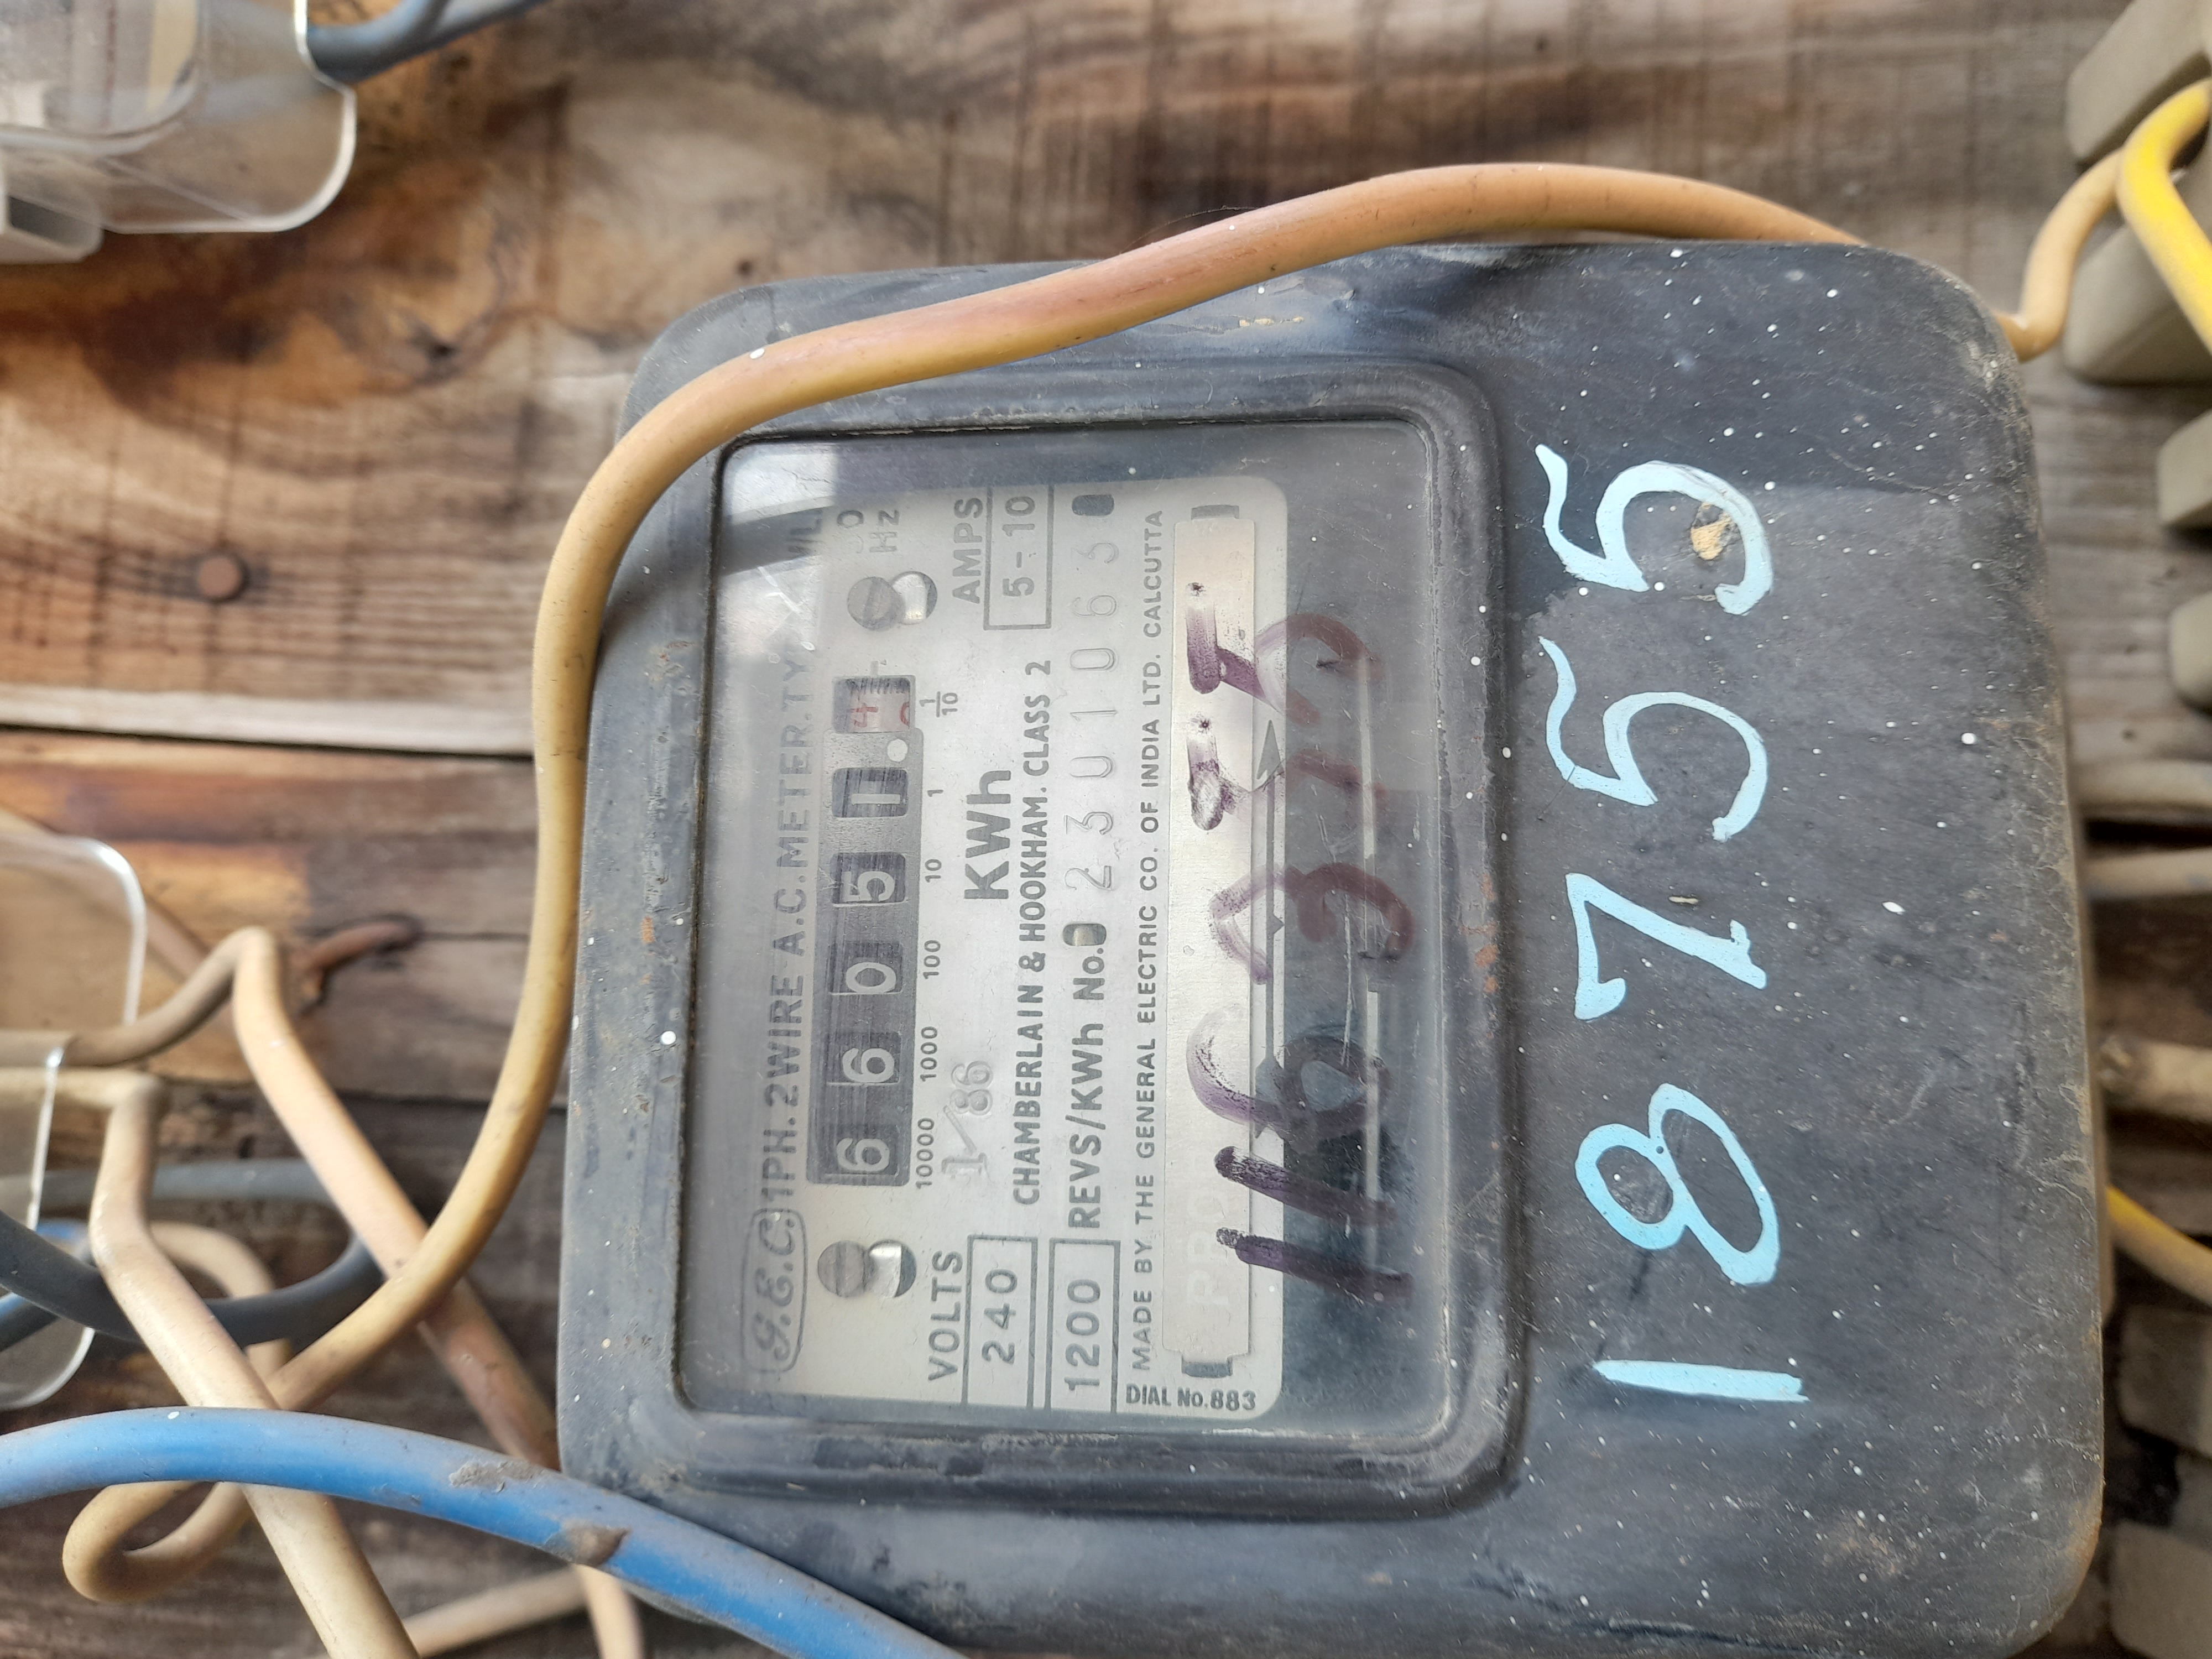 G.E.C. 1PH. 2WIRE A.C. METER. TY.
6 6 0 5 1 . 4
10000 1000 100 10 1 1/10
VOLTS
240
1/86
KWh
Hz
AMPS
5-10
CHAMBERLAIN & HOOKHAM. CLASS 2
1200 REVS/KWh No. 2301063
MADE BY THE GENERAL ELECTRIC CO. OF INDIA LTD. CALCUTTA
DIAL No. 883
18755